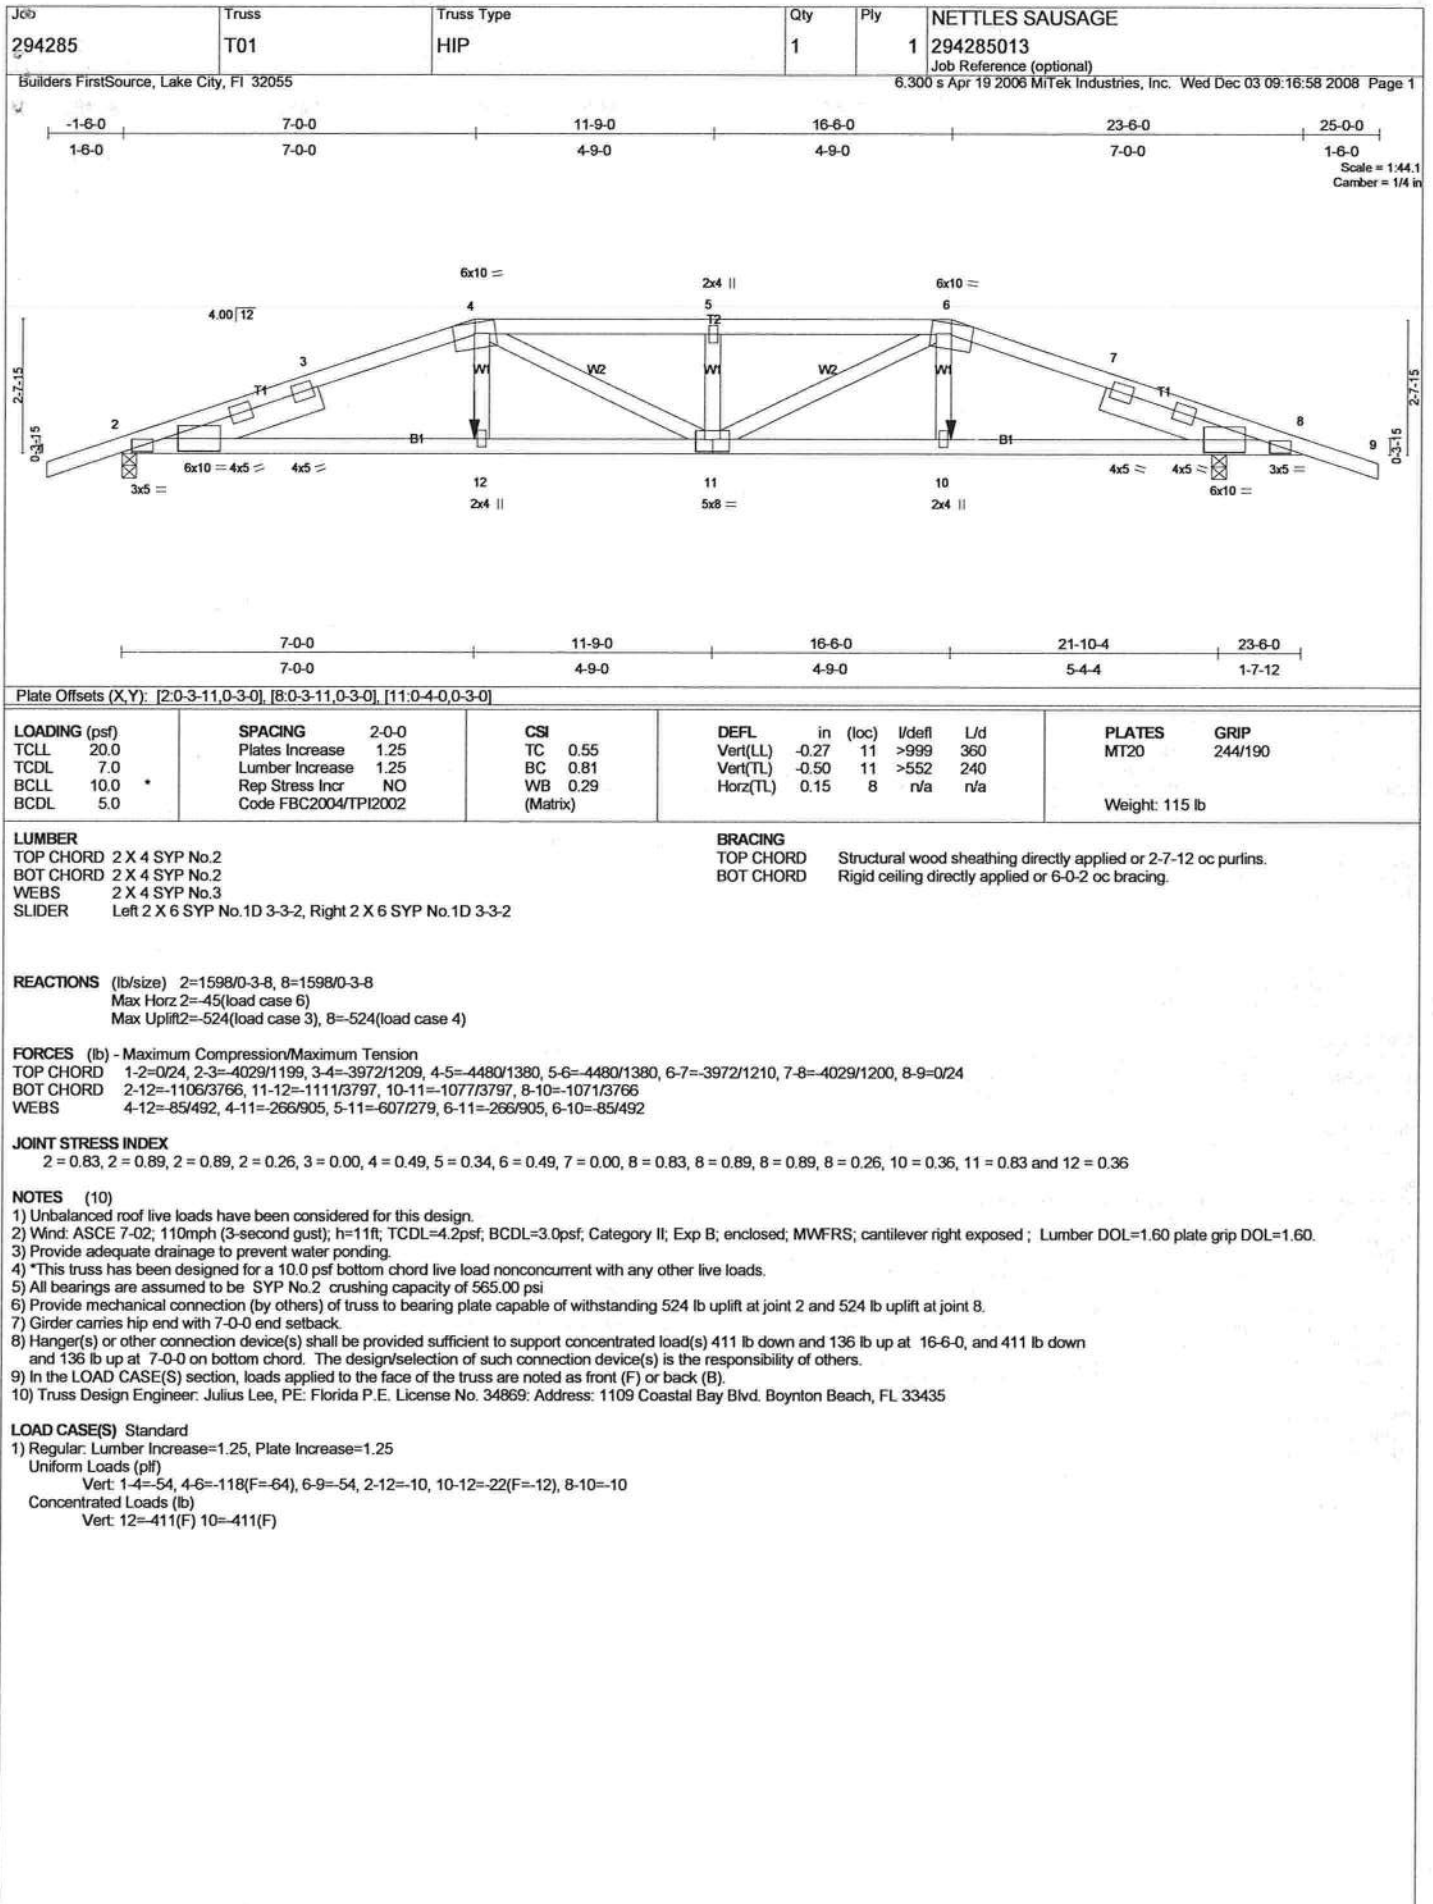 Job Truss Truss Type Qty Ply NETTLES SAUSAGE
294285 T01 HIP 1 1 294285013
Job Reference (optional)
Builders FirstSource, Lake City, Fl 32055 6.300 s Apr 19 2006 MiTek Industries, Inc. Wed Dec 03 09:16:58 2008 Page 1
-1-6-0 7-0-0 11-9-0 16-6-0 23-6-0 25-0-0
1-6-0 7-0-0 4-9-0 4-9-0 7-0-0 1-6-0
Scale = 1:44.1
Camber = 1/4 in
6x10 = 2x4 || 6x10 =
4.00 12 4 5 6
T2
3 7
T1 W1 W2 W1 W2 W1 T1
2-7-15 2-7-15
2 8
0-3-15 B1 B1 9 0-3-15
6x10 = 4x5 = 4x5 = 4x5 = 4x5 = 3x5 =
3x5 = 12 11 10 6x10 =
2x4 || 5x8 = 2x4 ||
7-0-0 11-9-0 16-6-0 21-10-4 23-6-0
7-0-0 4-9-0 4-9-0 5-4-4 1-7-12
Plate Offsets (X,Y): [2:0-3-11,0-3-0], [8:0-3-11,0-3-0], [11:0-4-0,0-3-0]
LOADING (psf) SPACING 2-0-0 CSI DEFL in (loc) l/defl L/d PLATES GRIP
TCLL 20.0 Plates Increase 1.25 TC 0.55 Vert(LL) -0.27 11 >999 360 MT20 244/190
TCDL 7.0 Lumber Increase 1.25 BC 0.81 Vert(TL) -0.50 11 >552 240
BCLL 10.0 * Rep Stress Incr NO WB 0.29 Horz(TL) 0.15 8 n/a n/a
BCDL 5.0 Code FBC2004/TPI2002 (Matrix) Weight: 115 lb
LUMBER
TOP CHORD 2 X 4 SYP No.2
BOT CHORD 2 X 4 SYP No.2
WEBS 2 X 4 SYP No.3
SLIDER Left 2 X 6 SYP No.1D 3-3-2, Right 2 X 6 SYP No.1D 3-3-2
BRACING
TOP CHORD Structural wood sheathing directly applied or 2-7-12 oc purlins.
BOT CHORD Rigid ceiling directly applied or 6-0-2 oc bracing.
REACTIONS (lb/size) 2=1598/0-3-8, 8=1598/0-3-8
Max Horz 2=-45(load case 6)
Max Uplift2=-524(load case 3), 8=-524(load case 4)
FORCES (lb) - Maximum Compression/Maximum Tension
TOP CHORD 1-2=0/24, 2-3=-4029/1199, 3-4=-3972/1209, 4-5=-4480/1380, 5-6=-4480/1380, 6-7=-3972/1210, 7-8=-4029/1200, 8-9=0/24
BOT CHORD 2-12=-1106/3766, 11-12=-1111/3797, 10-11=-1077/3797, 8-10=-1071/3766
WEBS 4-12=-85/492, 4-11=-266/905, 5-11=-607/279, 6-11=-266/905, 6-10=-85/492
JOINT STRESS INDEX
2 = 0.83, 2 = 0.89, 2 = 0.89, 2 = 0.26, 3 = 0.00, 4 = 0.49, 5 = 0.34, 6 = 0.49, 7 = 0.00, 8 = 0.83, 8 = 0.89, 8 = 0.89, 8 = 0.26, 10 = 0.36, 11 = 0.83 and 12 = 0.36
NOTES (10)
1) Unbalanced roof live loads have been considered for this design.
2) Wind: ASCE 7-02; 110mph (3-second gust); h=11ft; TCDL=4.2psf; BCDL=3.0psf; Category II; Exp B; enclosed; MWFRS; cantilever right exposed ; Lumber DOL=1.60 plate grip DOL=1.60.
3) Provide adequate drainage to prevent water ponding.
4) *This truss has been designed for a 10.0 psf bottom chord live load nonconcurrent with any other live loads.
5) All bearings are assumed to be SYP No.2 crushing capacity of 565.00 psi
6) Provide mechanical connection (by others) of truss to bearing plate capable of withstanding 524 lb uplift at joint 2 and 524 lb uplift at joint 8.
7) Girder carries hip end with 7-0-0 end setback.
8) Hanger(s) or other connection device(s) shall be provided sufficient to support concentrated load(s) 411 lb down and 136 lb up at 16-6-0, and 411 lb down
and 136 lb up at 7-0-0 on bottom chord. The design/selection of such connection device(s) is the responsibility of others.
9) In the LOAD CASE(S) section, loads applied to the face of the truss are noted as front (F) or back (B).
10) Truss Design Engineer: Julius Lee, PE: Florida P.E. License No. 34869: Address: 1109 Coastal Bay Blvd. Boynton Beach, FL 33435
LOAD CASE(S) Standard
1) Regular: Lumber Increase=1.25, Plate Increase=1.25
Uniform Loads (plf)
Vert: 1-4=-54, 4-6=-118(F=-64), 6-9=-54, 2-12=-10, 10-12=-22(F=-12), 8-10=-10
Concentrated Loads (lb)
Vert: 12=-411(F) 10=-411(F)